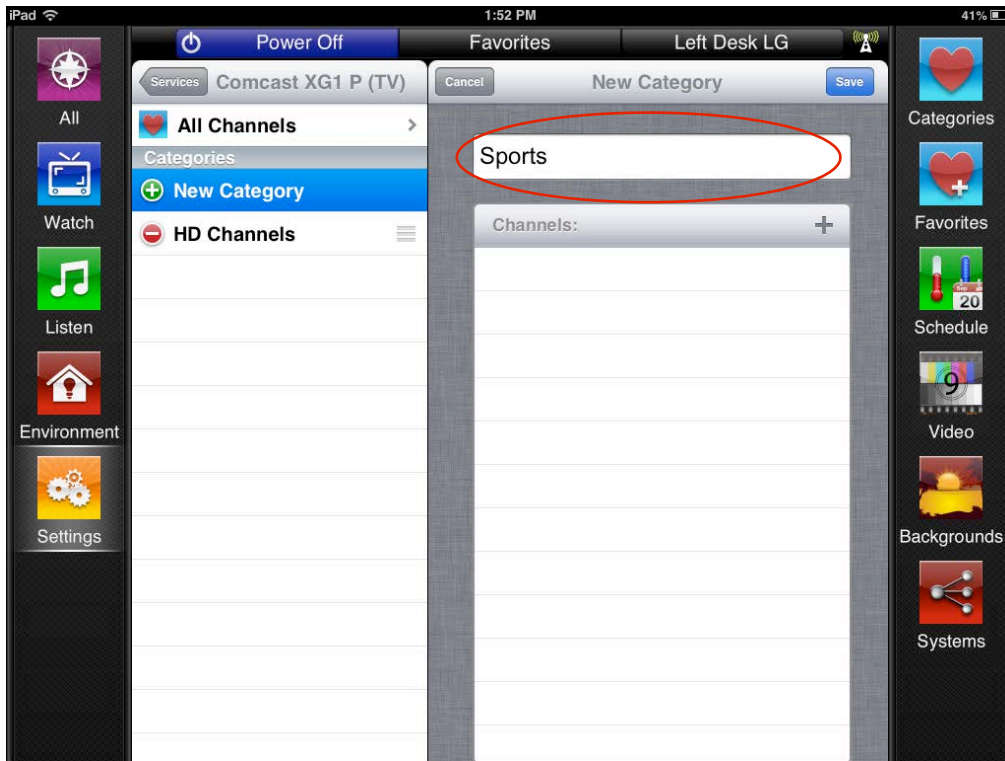 iPad 1:52 PM 41%
Power Off Favorites Left Desk LG
Services Comcast XG1 P (TV) Cancel New Category Save
All
Watch
Listen
Environment
Settings
All Channels
Categories
New Category
HD Channels
Sports
Channels:
Categories
Favorites
Sep
20
Schedule
9
Video
Backgrounds
Systems